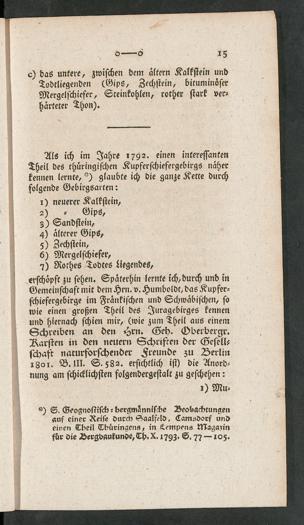 o—o 15
c) das untere, zwischen dem ältern Kalkstein und
Todtliegenden (Gips, Zechstein, bituminöser
Mergelschiefer, Steinkohlen, rother stark ver-
härteter Thon).
Als ich im Jahre 1792. einen interessanten
Theil des thüringischen Kupferschiefergebirgs näher
kennen lernte, *) glaubte ich die ganze Kette durch
folgende Gebirgsarten:
1) neuerer Kalkstein,
2) „ Gips,
3) Sandstein,
4) älterer Gips,
5) Zechstein,
6) Mergelschiefer,
7) Rothes Todtes Liegendes,
erschöpft zu sehen. Späterhin lernte ich, durch und in
Gemeinschaft mit dem Hrn. v. Humboldt, das Kupfer-
schiefergebirge im Fränkischen und Schwäbischen, so
wie einen großen Theil des Juragebirges kennen
und hiernach schien mir, (wie zum Theil aus einem
Schreiben an den Hrn. Geh. Oberbergr.
Karsten in den neuern Schriften der Gesell-
schaft naturforschender Freunde zu Berlin
1801. B. III. S. 582. ersichtlich ist) die Anord-
nung am schicklichsten folgendergestalt zu geschehen:
1) Mu-
*) S. Geognostisch-bergmännische Beobachtungen
auf einer Reise durch Saalfeld, Camsdorf und
einen Theil Thüringens, in Lempens Magazin
für die Bergbaukunde, Th. X. 1793. S. 77—105.